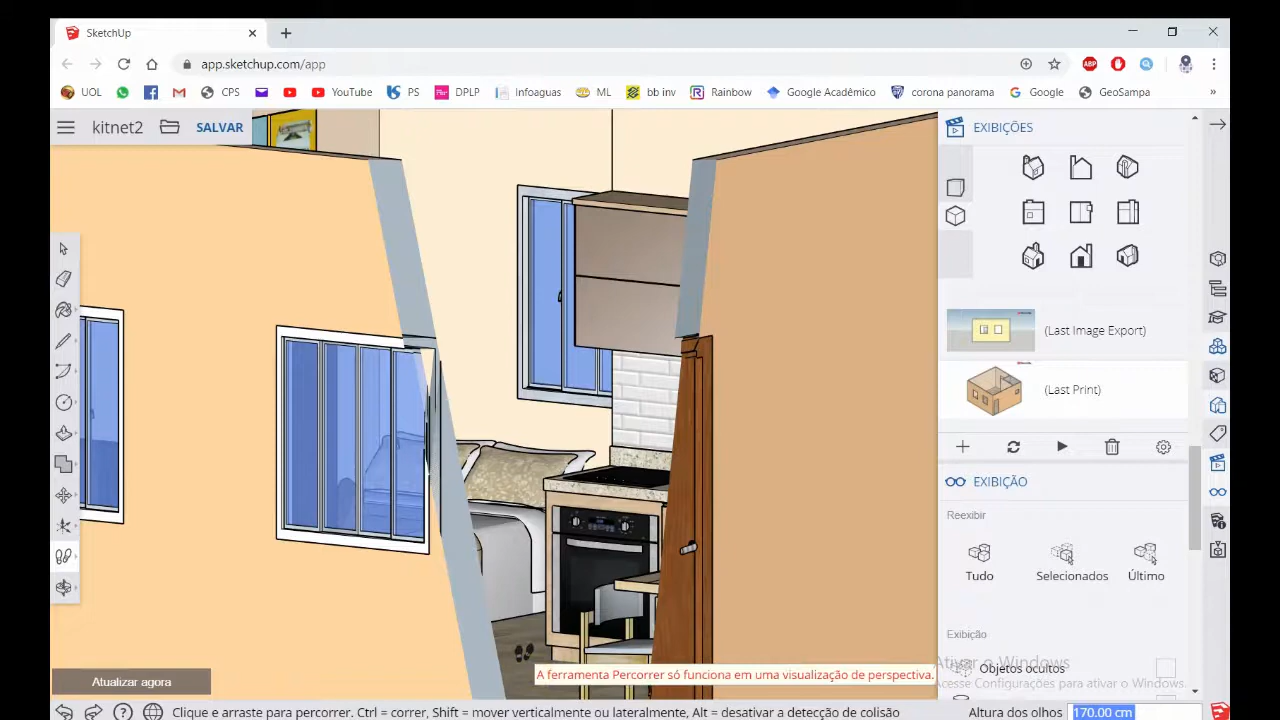 SketchUp
app.sketchup.com/app
UOL CPS YouTube PS DPLP Infoaguas ML bb inv Rainbow Google Acadêmico corona panorama Google GeoSampa »
kitnet2 SALVAR
EXIBIÇÕES
(Last Image Export)
(Last Print)
EXIBIÇÃO
Reexibir
Tudo Selecionados Último
Exibição
Objetos ocultos
Ativar o Windows
Acesse Configurações para ativar o Windows.
A ferramenta Percorrer só funciona em uma visualização de perspectiva.
Atualizar agora
Clique e arraste para percorrer, Ctrl = correr, Shift = mover verticalmente ou lateralmente, Alt = desativar a detecção de colisão
Altura dos olhos 170.00 cm